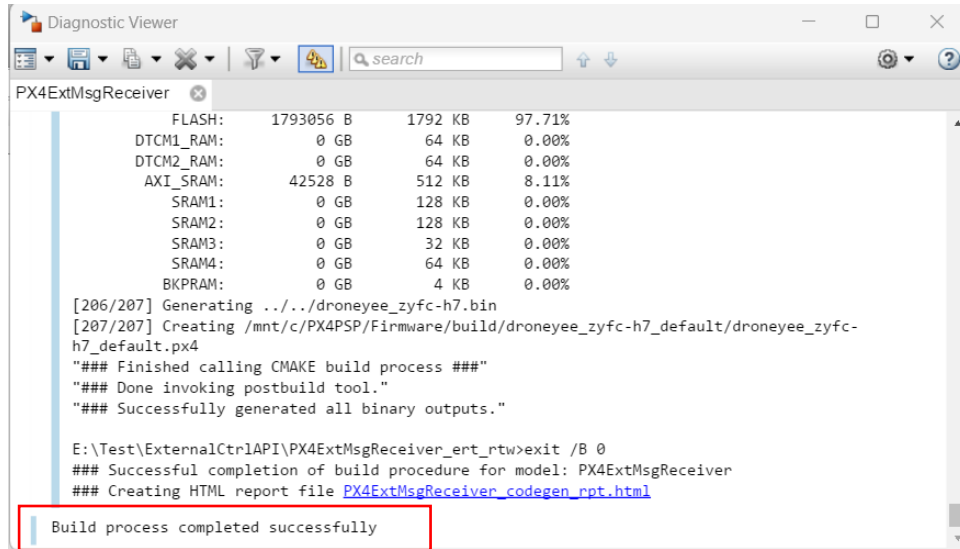 Diagnostic Viewer
search
PX4ExtMsgReceiver
FLASH: 1793056 B 1792 KB 97.71%
DTCM1_RAM: 0 GB 64 KB 0.00%
DTCM2_RAM: 0 GB 64 KB 0.00%
AXI_SRAM: 42528 B 512 KB 8.11%
SRAM1: 0 GB 128 KB 0.00%
SRAM2: 0 GB 128 KB 0.00%
SRAM3: 0 GB 32 KB 0.00%
SRAM4: 0 GB 64 KB 0.00%
BKPRAM: 0 GB 4 KB 0.00%
[206/207] Generating ../../droneyee_zyfc-h7.bin
[207/207] Creating /mnt/c/PX4PSP/Firmware/build/droneyee_zyfc-h7_default/droneyee_zyfc-
h7_default.px4
"### Finished calling CMAKE build process ###"
"### Done invoking postbuild tool."
"### Successfully generated all binary outputs."
E:\Test\ExternalCtrlAPI\PX4ExtMsgReceiver_ert_rtw>exit /B 0
### Successful completion of build procedure for model: PX4ExtMsgReceiver
### Creating HTML report file PX4ExtMsgReceiver_codegen_rpt.html
Build process completed successfully